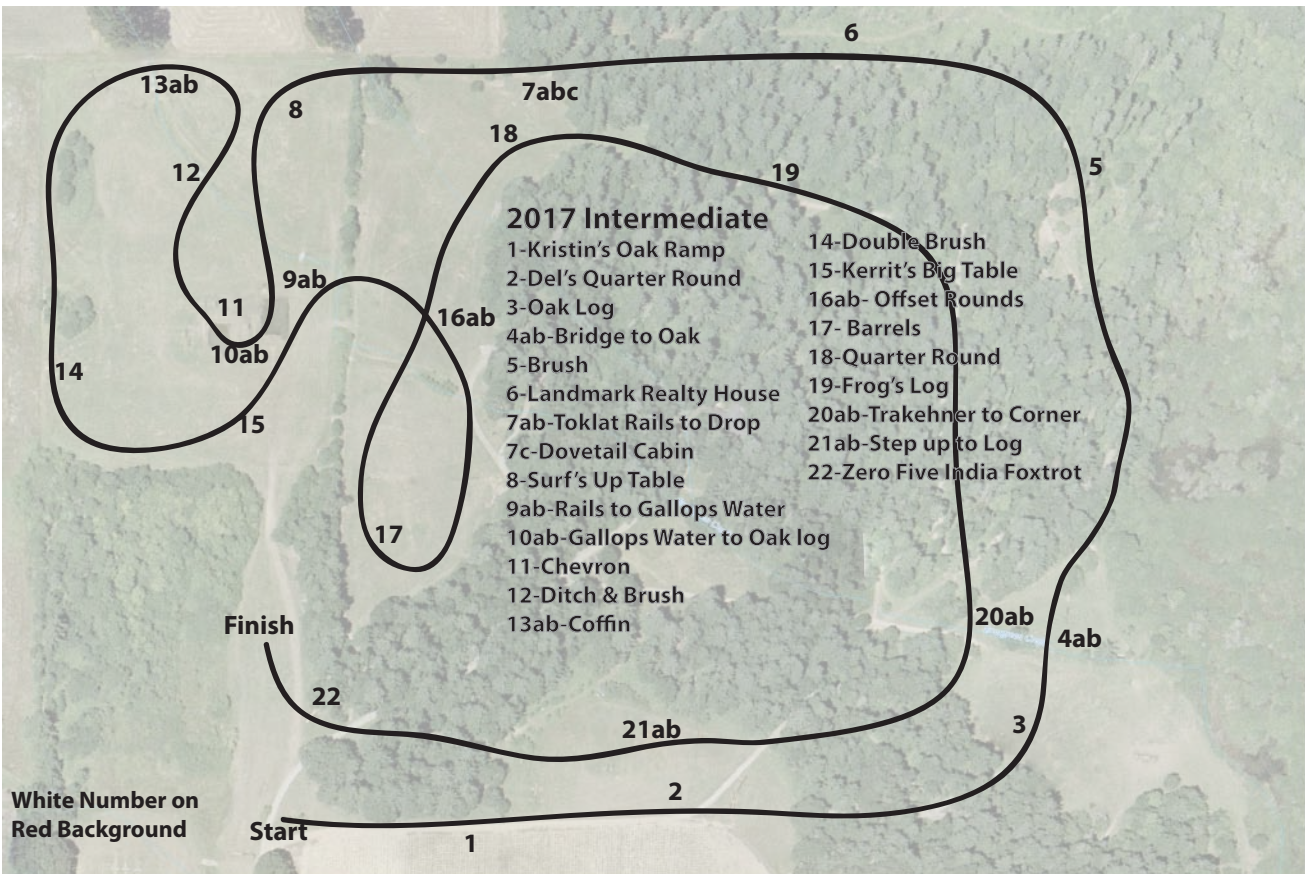 6
13ab
7abc
8
18
5
12
19
2017 Intermediate
1-Kristin's Oak Ramp
2-Del's Quarter Round
3-Oak Log
4ab-Bridge to Oak
5-Brush
6-Landmark Realty House
7ab-Toklat Rails to Drop
7c-Dovetail Cabin
8-Surf's Up Table
9ab-Rails to Gallops Water
10ab-Gallops Water to Oak log
11-Chevron
12-Ditch & Brush
13ab-Coffin
14-Double Brush
15-Kerrit's Big Table
16ab- Offset Rounds
17- Barrels
18-Quarter Round
19-Frog's Log
20ab-Trakehner to Corner
21ab-Step up to Log
22-Zero Five India Foxtrot
9ab
11
16ab
10ab
14
15
17
Finish
20ab
4ab
22
21ab
3
2
White Number on
Red Background
Start
1